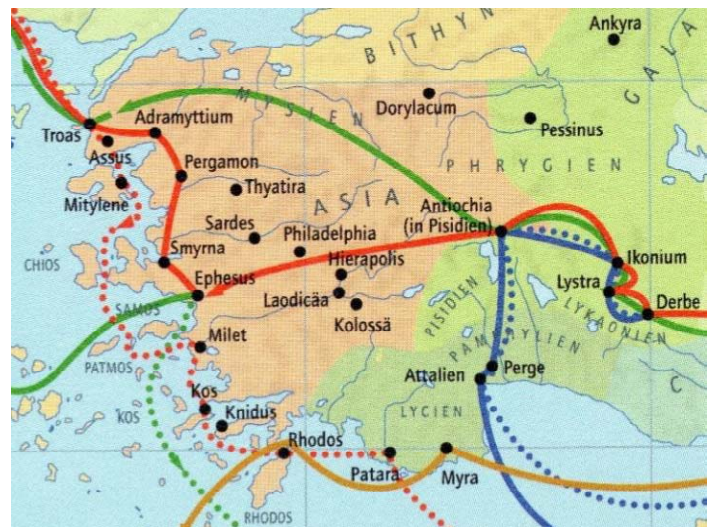 Ankyra
BITHYN
GALA
Dorylacum
MYSIEN
Adramyttium
Troas
Pessinus
Assus
PHRYGIEN
Pergamon
Thyatira
Mitylene
ASIA
Antiochia
(in Pisidien)
Sardes
Philadelphia
Smyrna
Hierapolis
Ikonium
CHIOS
Ephesus
Lystra
Laodicäa
Derbe
SAMOS
Kolossä
PISIDIEN
LYKAONIEN
Milet
PAMPHYLIEN
PATMOS
Perge
Attalien
C
Kos
KOS
Knidus
LYCIEN
Rhodos
Patara
Myra
RHODOS